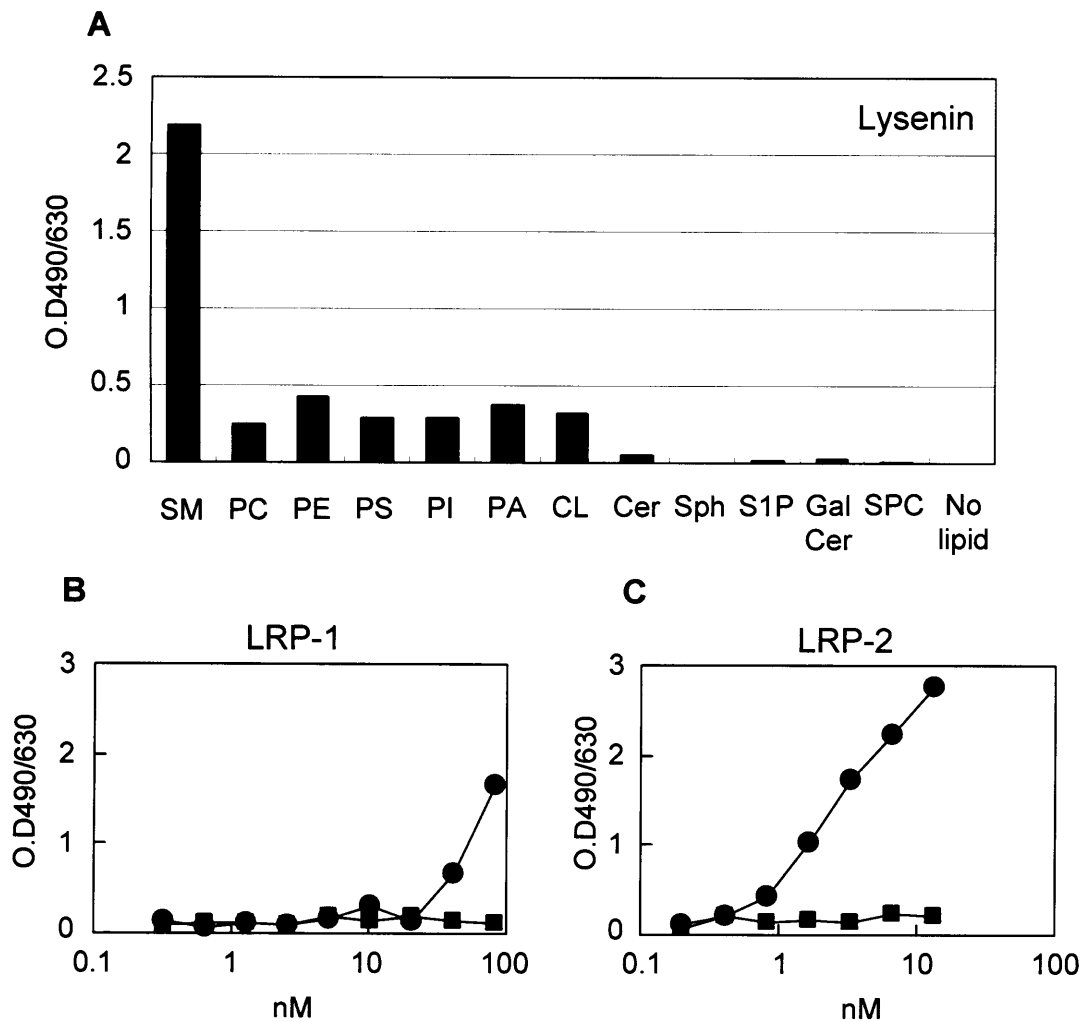 A
2.5
2
1.5
1
0.5
0
O.D490/630
Lysenin
SM PC PE PS PI PA CL Cer Sph S1P Gal Cer SPC No lipid
B
LRP-1
3
2
1
0
O.D490/630
0.1 1 10 100
nM
C
LRP-2
3
2
1
0
O.D490/630
0.1 1 10 100
nM